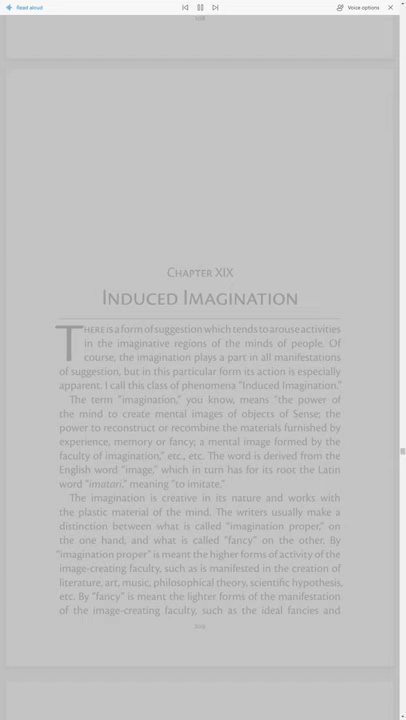 Read aloud
Voice options
Chapter XIX
Induced Imagination
There is a form of suggestion which tends to arouse activities
in the imaginative regions of the minds of people. Of
course, the imagination plays a part in all manifestations
of suggestion, but in this particular form its action is especially
apparent. I call this class of phenomena "Induced Imagination."
The term "imagination," you know, means "the power of
the mind to create mental images of objects of Sense; the
power to reconstruct or recombine the materials furnished by
experience, memory or fancy; a mental image formed by the
faculty of imagination," etc., etc. The word is derived from the
English word "image," which in turn has for its root the Latin
word "imatari," meaning "to imitate."
The imagination is creative in its nature and works with
the plastic material of the mind. The writers usually make a
distinction between what is called "imagination proper," on
the one hand, and what is called "fancy" on the other. By
"imagination proper" is meant the higher forms of activity of the
image-creating faculty, such as is manifested in the creation of
literature, art, music, philosophical theory, scientific hypothesis,
etc. By "fancy" is meant the lighter forms of the manifestation
of the image-creating faculty, such as the ideal fancies and